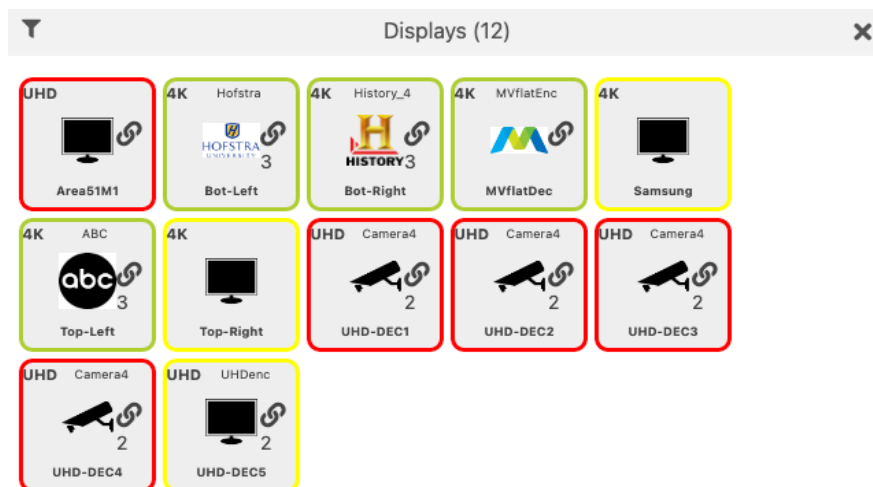 Displays (12)
UHD
Area51M1
4K Hofstra
HOFSTRA
UNIVERSITY
3
Bot-Left
4K History_4
H
HISTORY
3
Bot-Right
4K MVflatEnc
MVflatDec
4K
Samsung
4K ABC
abc
3
Top-Left
4K
Top-Right
UHD Camera4
2
UHD-DEC1
UHD Camera4
2
UHD-DEC2
UHD Camera4
2
UHD-DEC3
UHD Camera4
2
UHD-DEC4
UHD UHDenc
2
UHD-DEC5